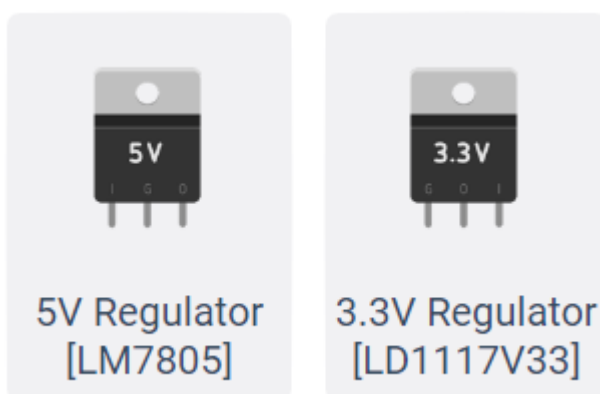 5V
I G O
5V Regulator
[LM7805]
3.3V
G O I
3.3V Regulator
[LD1117V33]